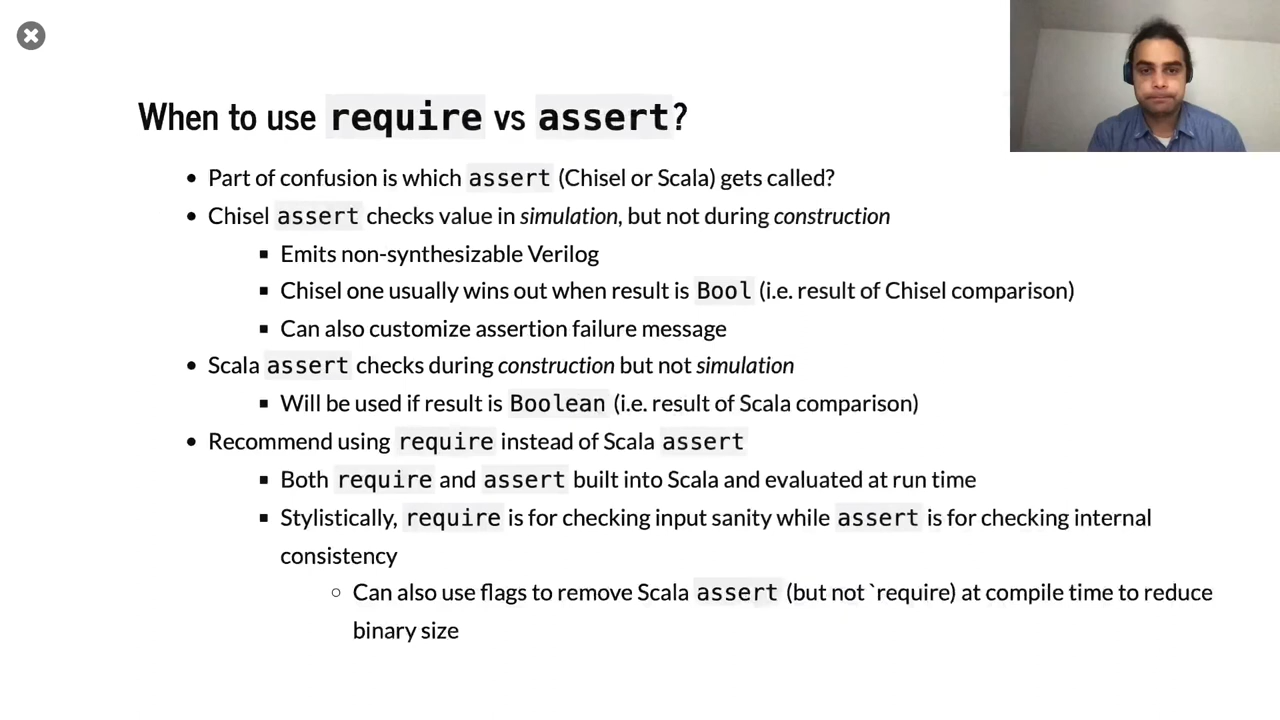 When to use require vs assert?
Part of confusion is which assert (Chisel or Scala) gets called?
Chisel assert checks value in simulation, but not during construction
Emits non-synthesizable Verilog
Chisel one usually wins out when result is Bool (i.e. result of Chisel comparison)
Can also customize assertion failure message
Scala assert checks during construction but not simulation
Will be used if result is Boolean (i.e. result of Scala comparison)
Recommend using require instead of Scala assert
Both require and assert built into Scala and evaluated at run time
Stylistically, require is for checking input sanity while assert is for checking internal
consistency
Can also use flags to remove Scala assert (but not `require) at compile time to reduce
binary size